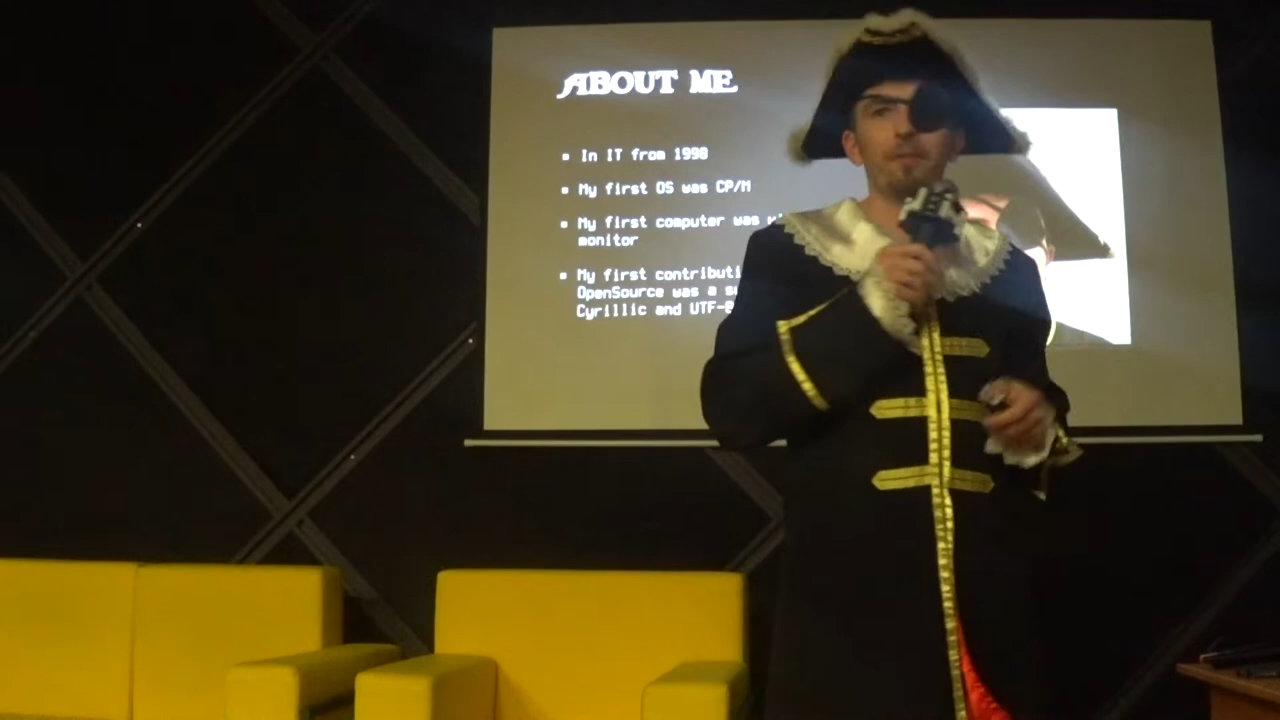 ABOUT ME
In IT from 1998
My first OS was CP/M
My first computer was
monitor
My first
OpenSource was a
Cyrillic and